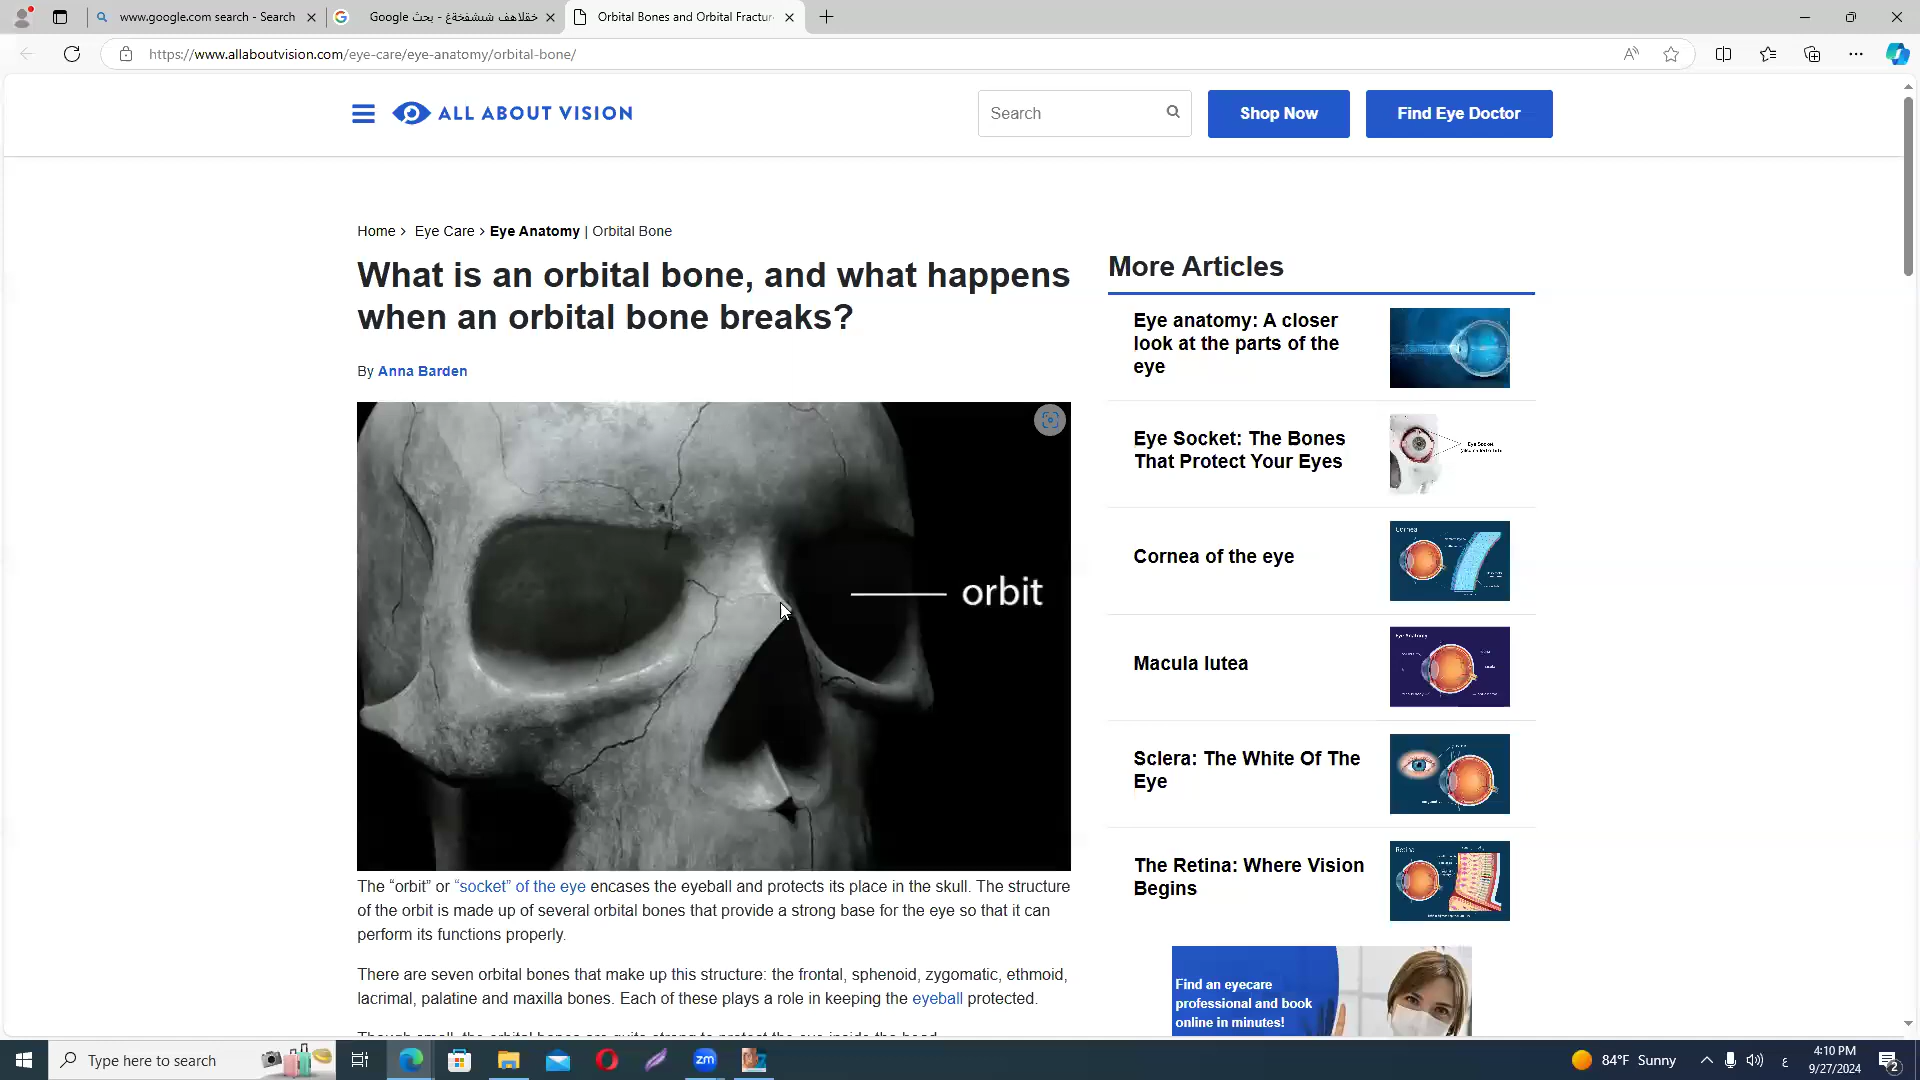 www.google.com search - Search
خقلاهف شىشفخةغ - بحث Google
Orbital Bones and Orbital Fractur
https://www.allaboutvision.com/eye-care/eye-anatomy/orbital-bone/
ALL ABOUT VISION
Search
Shop Now
Find Eye Doctor
Home > Eye Care > Eye Anatomy | Orbital Bone
What is an orbital bone, and what happens
when an orbital bone breaks?
By Anna Barden
orbit
The “orbit” or “socket” of the eye encases the eyeball and protects its place in the skull. The structure
of the orbit is made up of several orbital bones that provide a strong base for the eye so that it can
perform its functions properly.
There are seven orbital bones that make up this structure: the frontal, sphenoid, zygomatic, ethmoid,
lacrimal, palatine and maxilla bones. Each of these plays a role in keeping the eyeball protected.
More Articles
Eye anatomy: A closer
look at the parts of the
eye
Eye Socket: The Bones
That Protect Your Eyes
Eye Socket
Cornea of the eye
Cornea
Macula lutea
Eye Anatomy
Sclera: The White Of The
Eye
The Retina: Where Vision
Begins
Retina
Find an eyecare
professional and book
online in minutes!
Type here to search
zm
84°F Sunny
ع
4:10 PM
9/27/2024
2